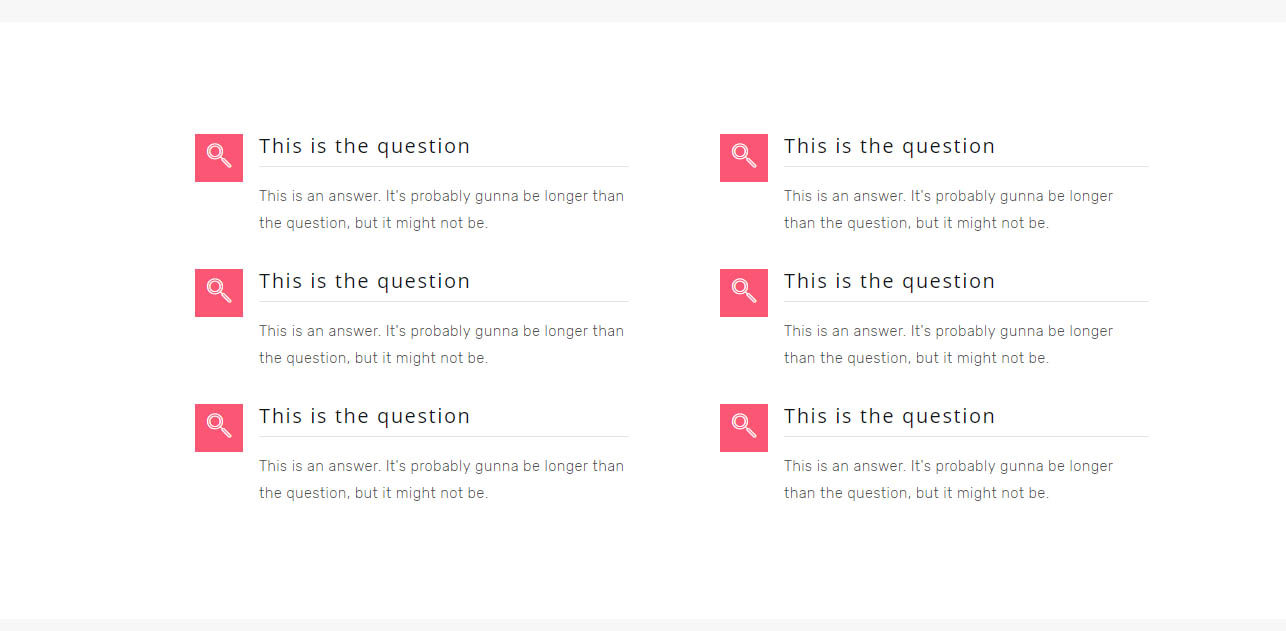 This is the question
This is an answer. It's probably gunna be longer than
the question, but it might not be.
This is the question
This is an answer. It's probably gunna be longer than
the question, but it might not be.
This is the question
This is an answer. It's probably gunna be longer than
the question, but it might not be.
This is the question
This is an answer. It's probably gunna be longer
than the question, but it might not be.
This is the question
This is an answer. It's probably gunna be longer
than the question, but it might not be.
This is the question
This is an answer. It's probably gunna be longer
than the question, but it might not be.